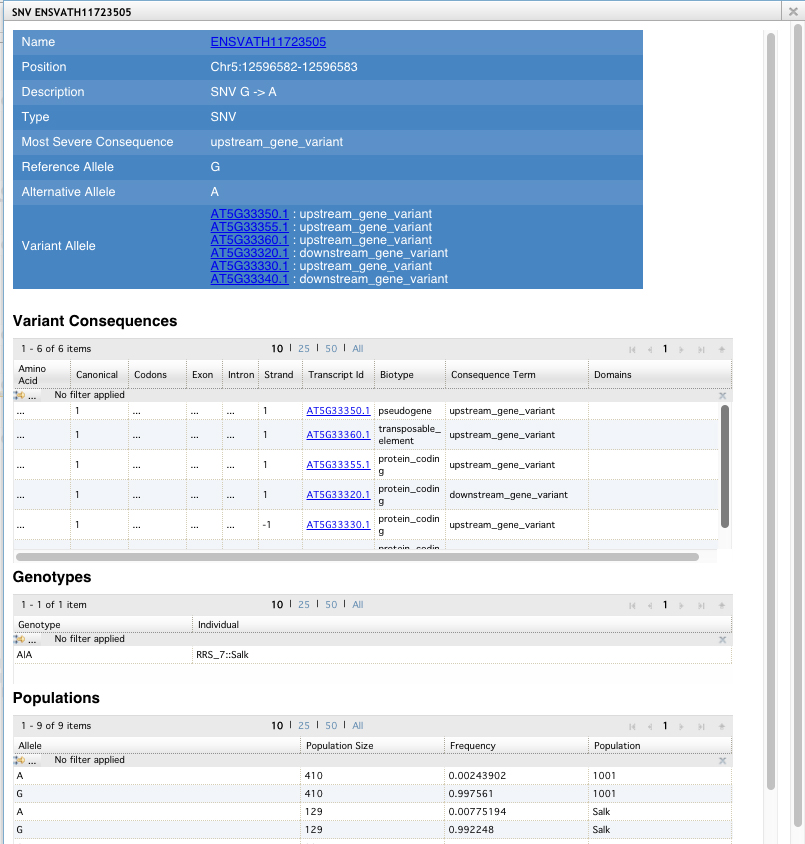 SNV ENSVATH11723505
Name ENSVATH11723505
Position Chr5:12596582-12596583
Description SNV G -> A
Type SNV
Most Severe Consequence upstream_gene_variant
Reference Allele G
Alternative Allele A
Variant Allele
AT5G33350.1 : upstream_gene_variant
AT5G33355.1 : upstream_gene_variant
AT5G33360.1 : upstream_gene_variant
AT5G33320.1 : downstream_gene_variant
AT5G33330.1 : upstream_gene_variant
AT5G33340.1 : downstream_gene_variant
Variant Consequences
1 - 6 of 6 items 10 | 25 | 50 | All 1
Amino Acid Canonical Codons Exon Intron Strand Transcript Id Biotype Consequence Term Domains
... No filter applied
... 1 ... ... ... 1 AT5G33350.1 pseudogene upstream_gene_variant
... 1 ... ... ... 1 AT5G33360.1 transposable_element upstream_gene_variant
... 1 ... ... ... 1 AT5G33355.1 protein_coding upstream_gene_variant
... 1 ... ... ... 1 AT5G33320.1 protein_coding downstream_gene_variant
... 1 ... ... ... -1 AT5G33330.1 protein_coding upstream_gene_variant
Genotypes
1 - 1 of 1 item 10 | 25 | 50 | All 1
Genotype Individual
... No filter applied
A|A RRS_7::Salk
Populations
1 - 9 of 9 items 10 | 25 | 50 | All 1
Allele Population Size Frequency Population
... No filter applied
A 410 0.00243902 1001
G 410 0.997561 1001
A 129 0.00775194 Salk
G 129 0.992248 Salk